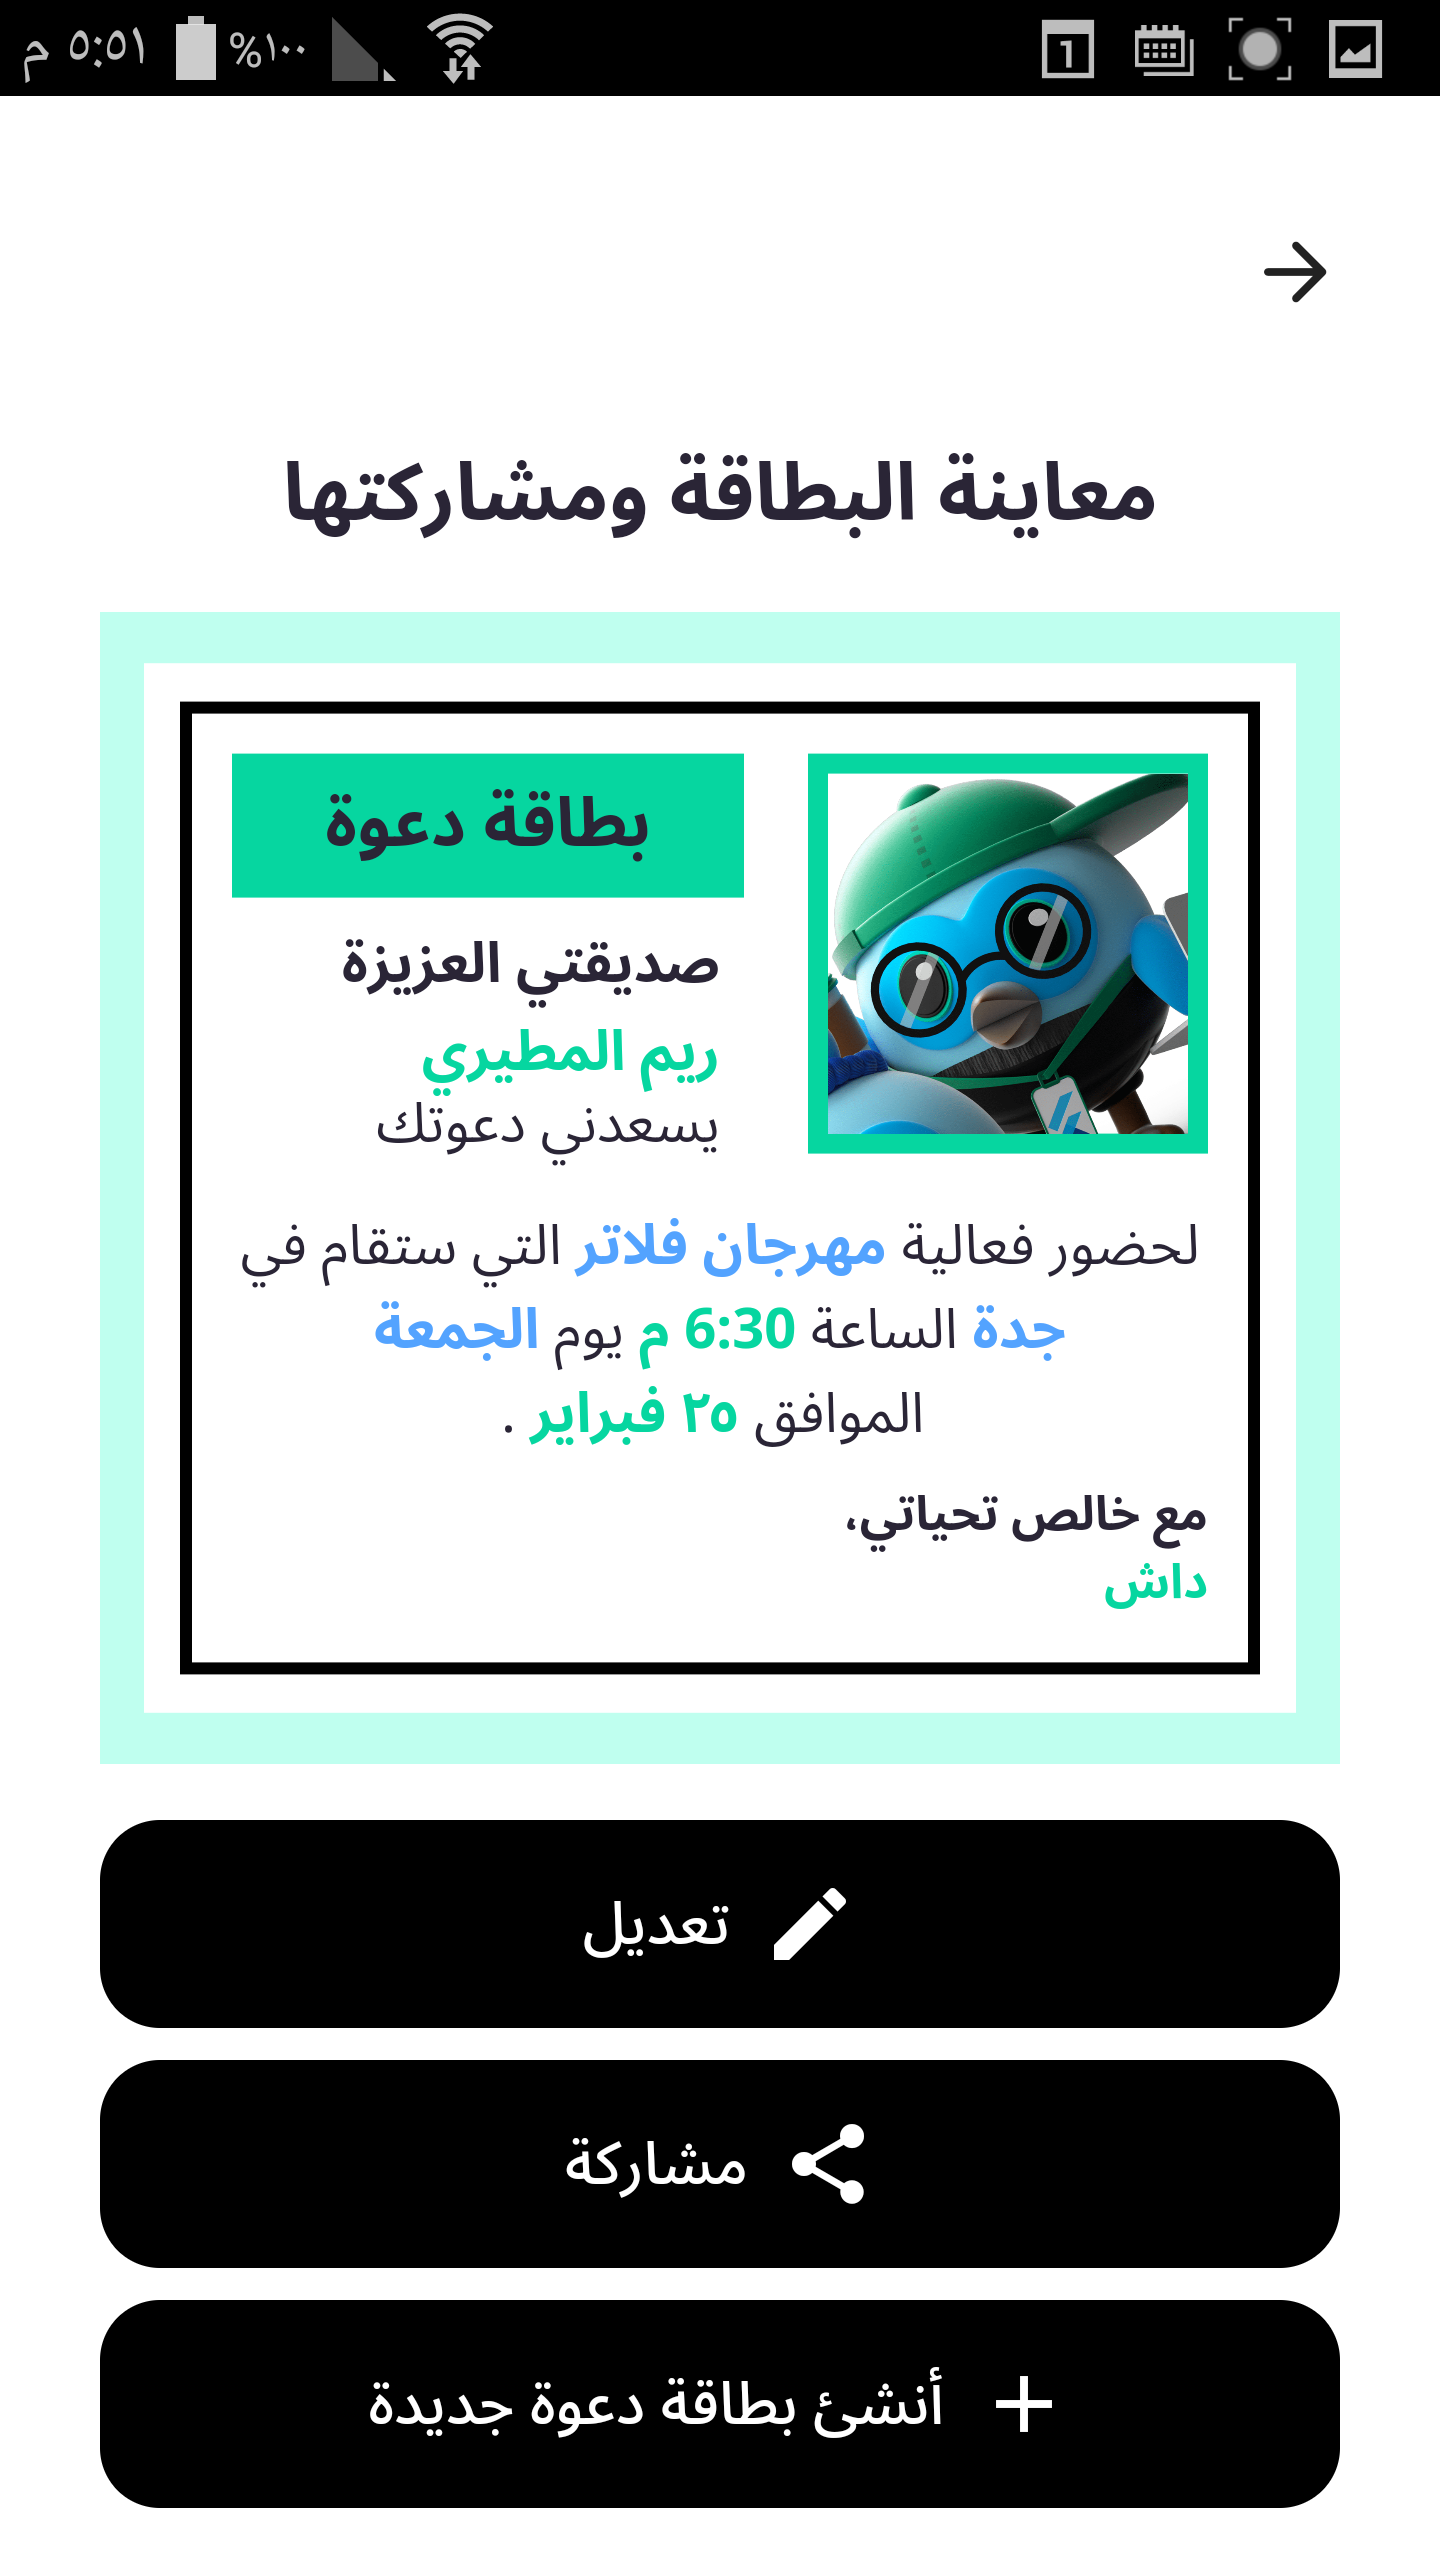 ٥:٥١ م
%١٠٠
1
معاينة البطاقة ومشاركتها
بطاقة دعوة
صديقتي العزيزة
ريم المطيري
يسعدني دعوتك
لحضور فعالية مهرجان فلاتر التي ستقام في
جدة الساعة 6:30 م يوم الجمعة
الموافق ٢٥ فبراير .
مع خالص تحياتي،
داش
تعديل
مشاركة
أنشئ بطاقة دعوة جديدة